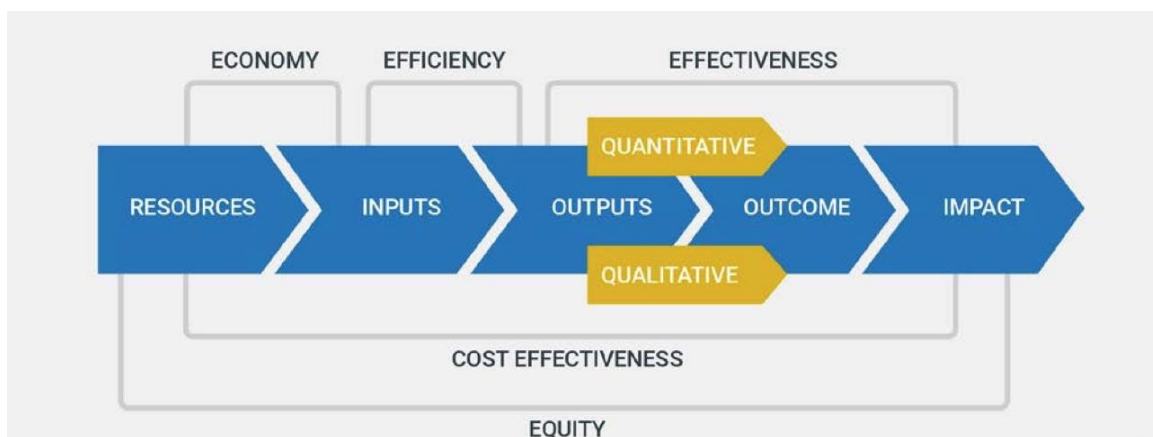 ECONOMY EFFICIENCY EFFECTIVENESS
QUANTITATIVE
RESOURCES INPUTS OUTPUTS OUTCOME IMPACT
QUALITATIVE
COST EFFECTIVENESS
EQUITY